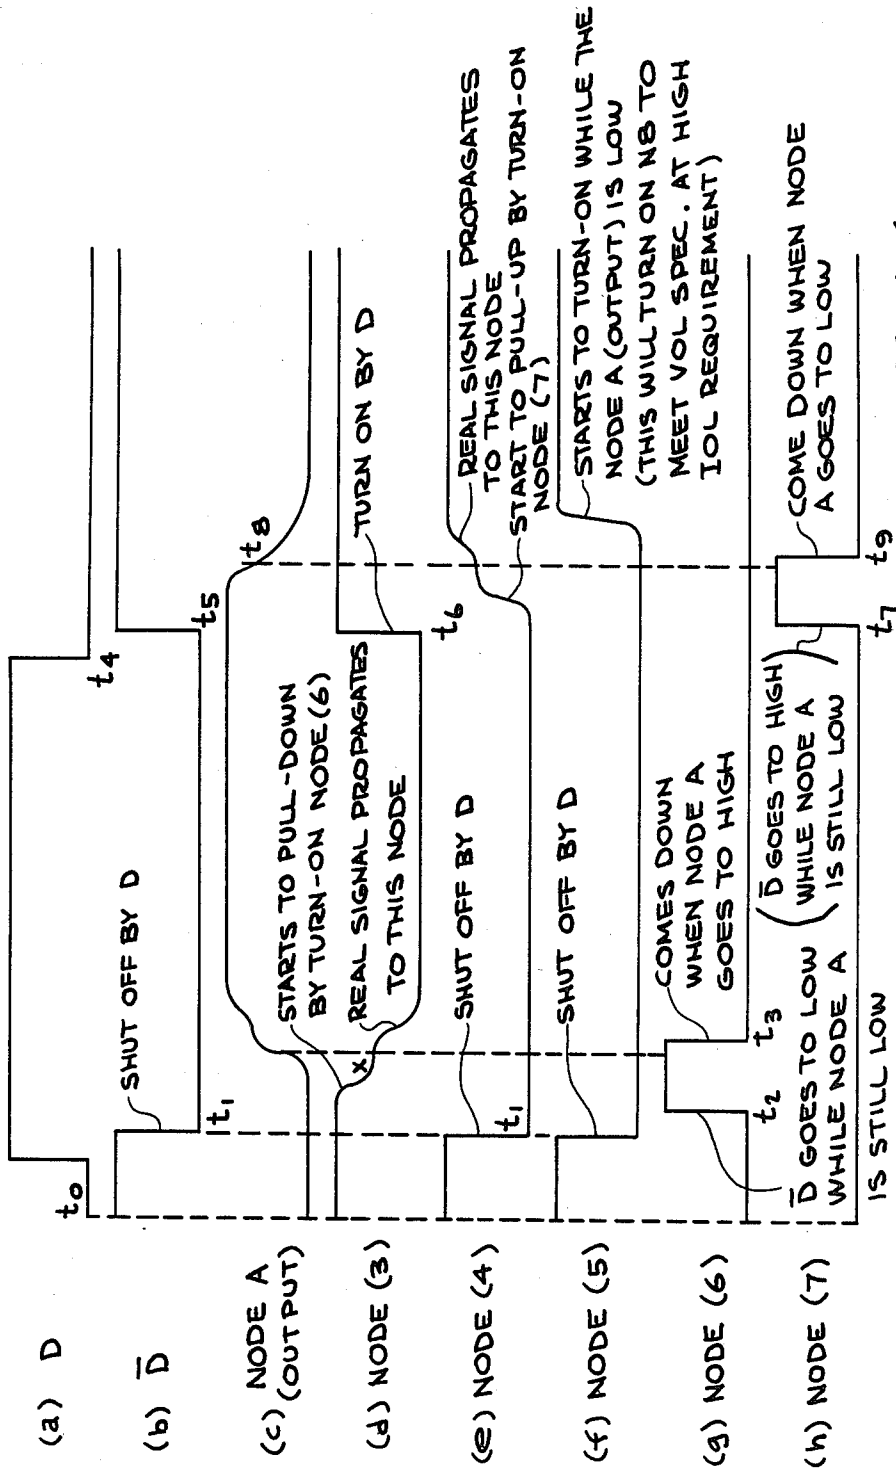 (a) D
t0
t4
(b) D̄
SHUT OFF BY D
t1
t5
(c) NODE A
(OUTPUT)
t8
(d) NODE (3)
STARTS TO PULL-DOWN
BY TURN-ON NODE (6)
x
REAL SIGNAL PROPAGATES
TO THIS NODE
t6
TURN ON BY D
(e) NODE (4)
t1
SHUT OFF BY D
REAL SIGNAL PROPAGATES
TO THIS NODE
START TO PULL-UP BY TURN-ON
NODE (7)
(f) NODE (5)
SHUT OFF BY D
STARTS TO TURN-ON WHILE THE
NODE A (OUTPUT) IS LOW
(THIS WILL TURN ON N8 TO
MEET VOL SPEC. AT HIGH
IOL REQUIREMENT)
(g) NODE (6)
t2
t3
COMES DOWN
WHEN NODE A
GOES TO HIGH
D̄ GOES TO LOW
WHILE NODE A
IS STILL LOW
(h) NODE (7)
(D̄ GOES TO HIGH
WHILE NODE A
IS STILL LOW)
t7
t9
COME DOWN WHEN NODE
A GOES TO LOW